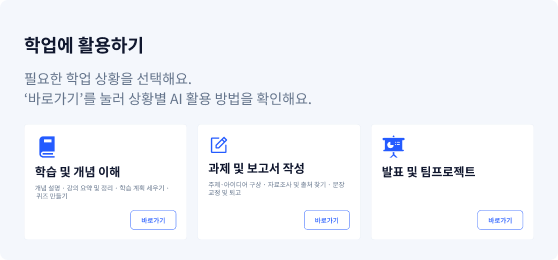 학업에 활용하기
필요한 학업 상황을 선택해요.
‘바로가기’를 눌러 상황별 AI 활용 방법을 확인해요.
학습 및 개념 이해
개념 설명 · 강의 요약 및 정리 · 학습 계획 세우기 ·
퀴즈 만들기
바로가기
과제 및 보고서 작성
주제·아이디어 구상 · 자료조사 및 출처 찾기 · 문장
교정 및 퇴고
바로가기
발표 및 팀프로젝트
바로가기